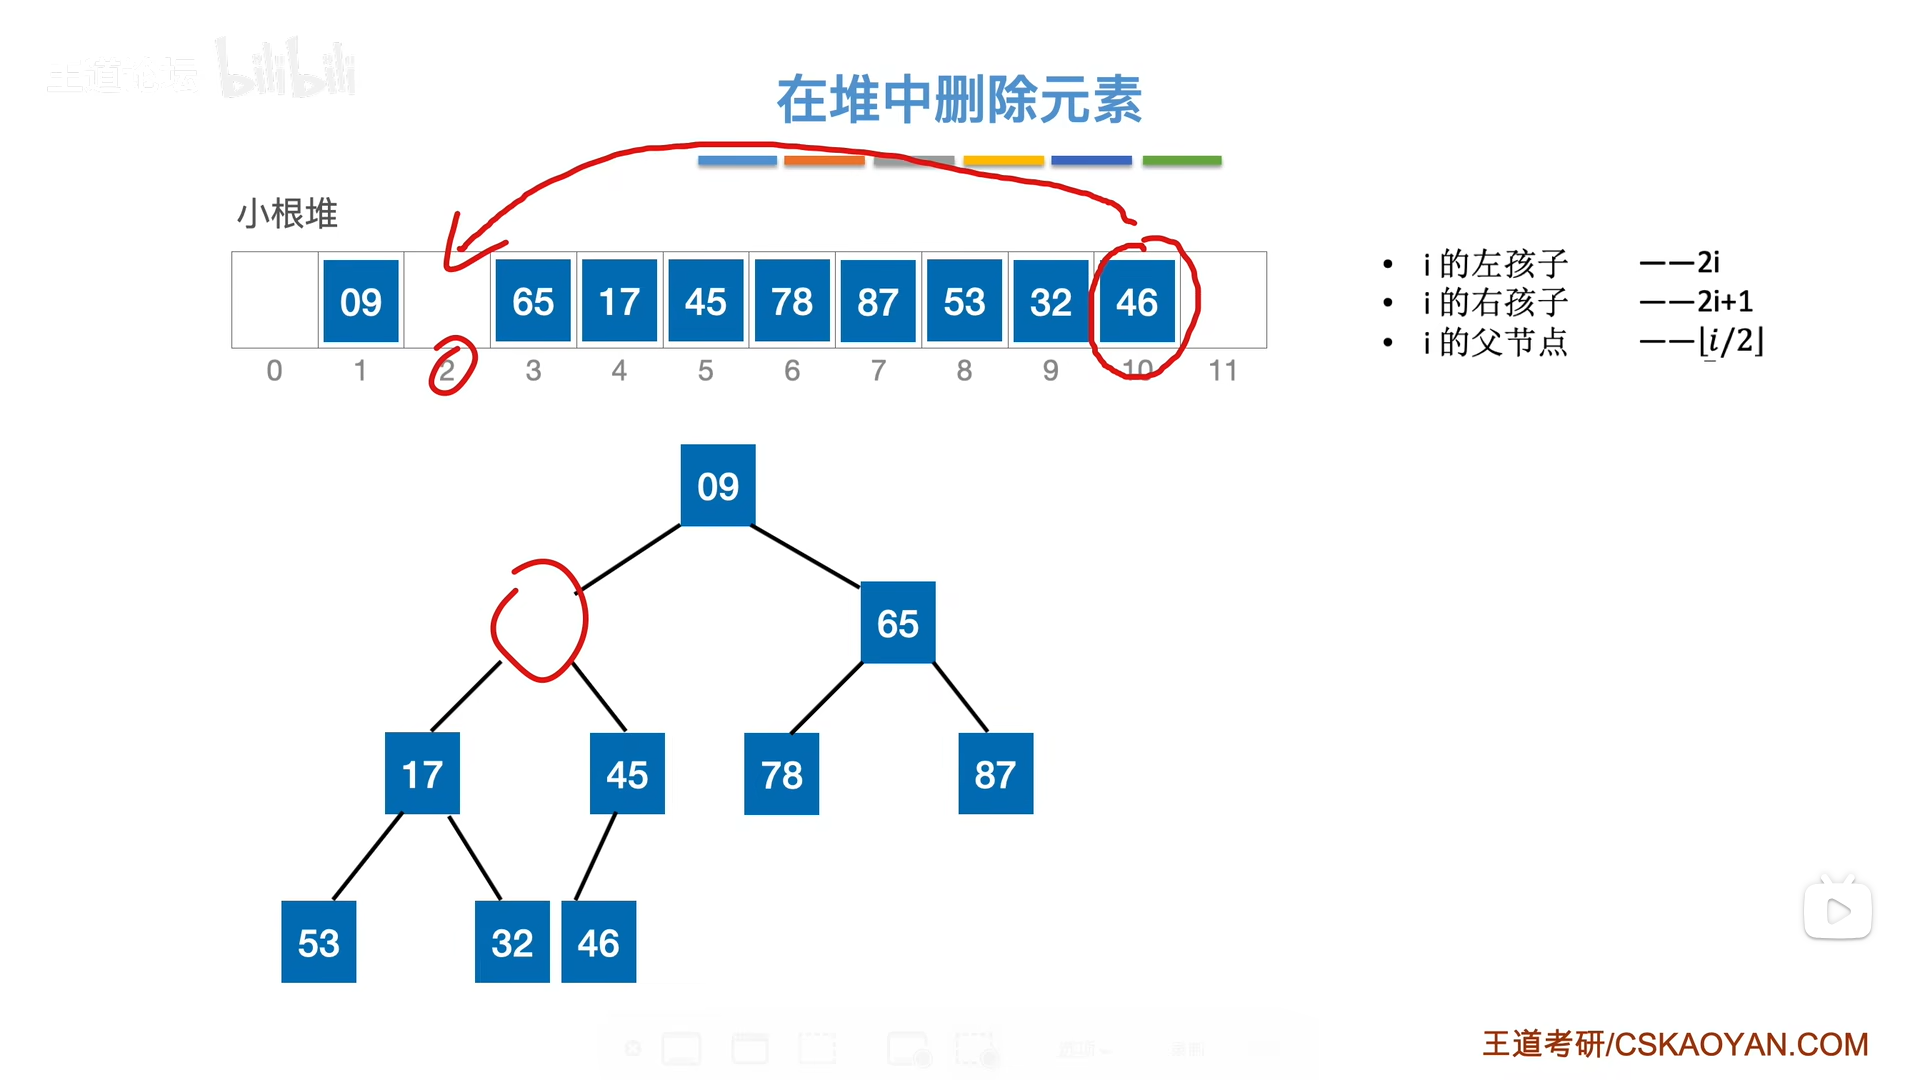 王道论坛 bilibili
在堆中删除元素
小根堆
09 65 17 45 78 87 53 32 46
0 1 2 3 4 5 6 7 8 9 10 11
• i 的左孩子 ——2i
• i 的右孩子 ——2i+1
• i 的父节点 ——⌊i/2⌋
09
65
17 45 78 87
53 32 46
王道考研/CSKAOYAN.COM